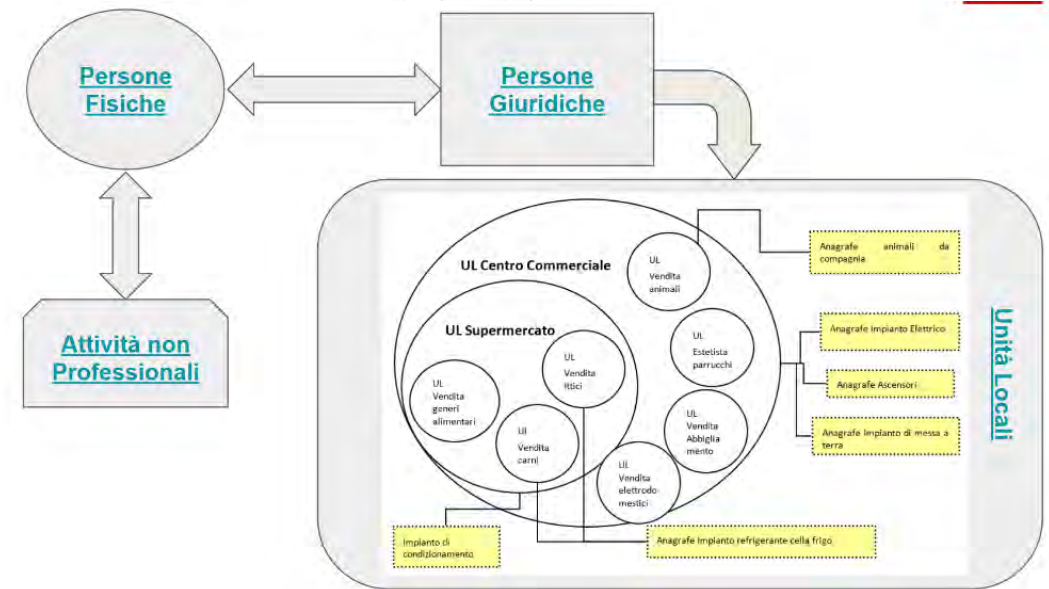 Persone
Fisiche
Persone
Giuridiche
Attività non
Professionali
Unità Locali
UL Centro Commerciale
UL
Vendita
animali
Anagrafe animali da
compagnia
UL Supermercato
UL
Vendita
Ittici
UL
Estetista
parrucchi
Anagrafe Impianto Elettrico
Anagrafe Ascensori
UL
Vendita
generi
alimentari
UL
Vendita
carni
UL
Vendita
Abbiglia
mento
Anagrafe Impianto di messa a
terra
UL
Vendita
elettrodo
mestici
Impianto di
condizionamento
Anagrafe Impianto refrigerante cella frigo